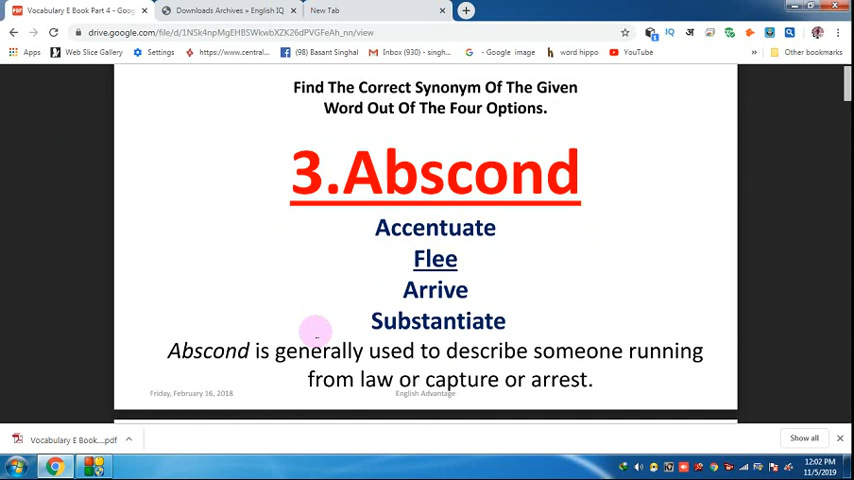 Vocabulary E Book Part 4 - Goog
Downloads Archives » English IQ
New Tab
drive.google.com/file/d/1NSk4npMgEHBSWkwbXZK26dPVGFeAh_nn/view
Apps
Web Slice Gallery
Settings
https://www.central...
(98) Basant Singhal
Inbox (930) - singh...
- Google image
word hippo
YouTube
Other bookmarks
Find The Correct Synonym Of The Given
Word Out Of The Four Options.
3.Abscond
Accentuate
Flee
Arrive
Substantiate
Abscond is generally used to describe someone running
from law or capture or arrest.
Friday, February 16, 2018
English Advantage
Vocabulary E Book....pdf
Show all
12:02 PM
11/5/2019